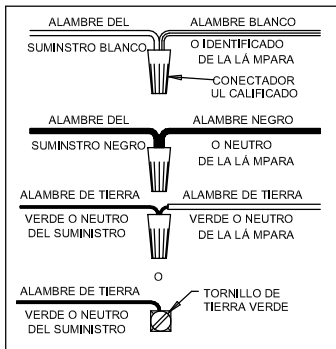 ALAMBRE DEL ALAMBRE BLANCO
SUMINSTRO BLANCO O IDENTIFICADO
DE LA LÁ MPARA
CONECTADOR
UL CALIFICADO
ALAMBRE DEL ALAMBRE NEGRO
SUMINSTRO NEGRO O NEUTRO
DE LA LÁ MPARA
ALAMBRE DE TIERRA ALAMBRE DE TIERRA
VERDE O NEUTRO VERDE O NEUTRO
DEL SUMINISTRO DE LA LÁ MPARA
O
ALAMBRE DE TIERRA TORNILLO DE
VERDE O NEUTRO TIERRA VERDE
DEL SUMINISTRO